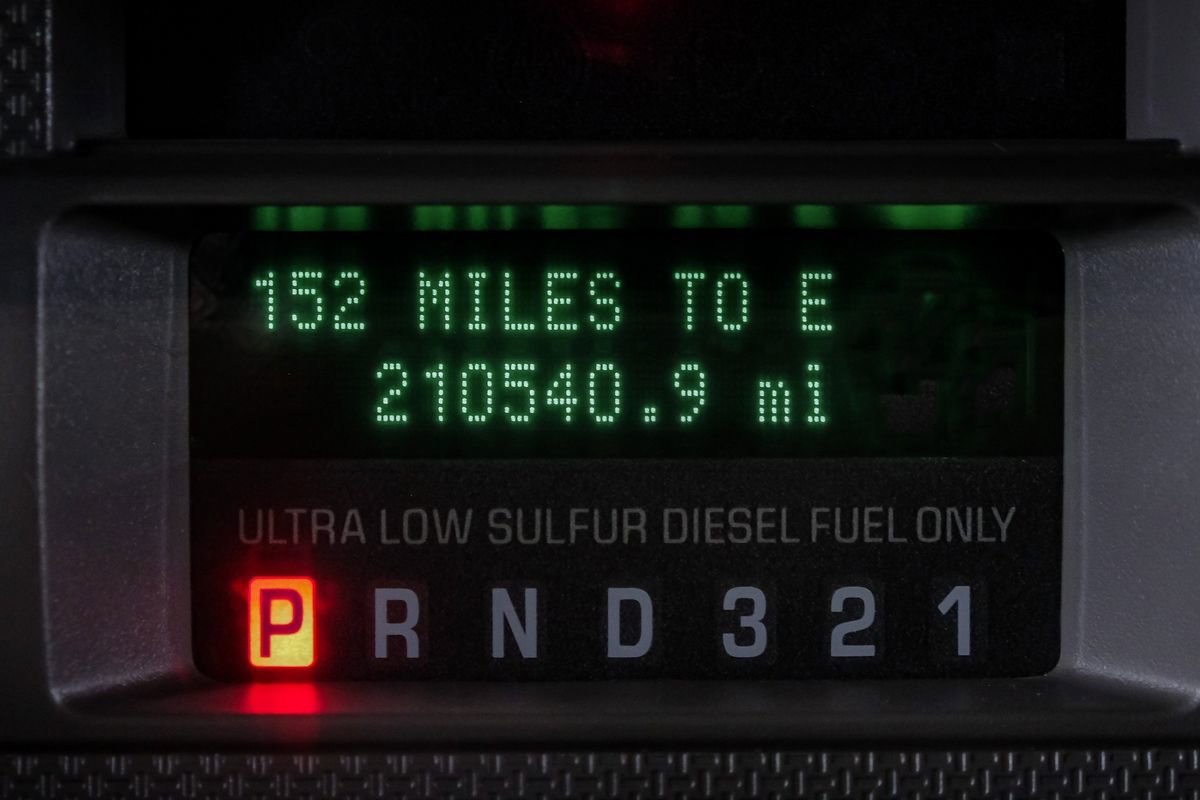 152 MILES TO E
210540.9 mi
ULTRA LOW SULFUR DIESEL FUEL ONLY
P R N D 3 2 1